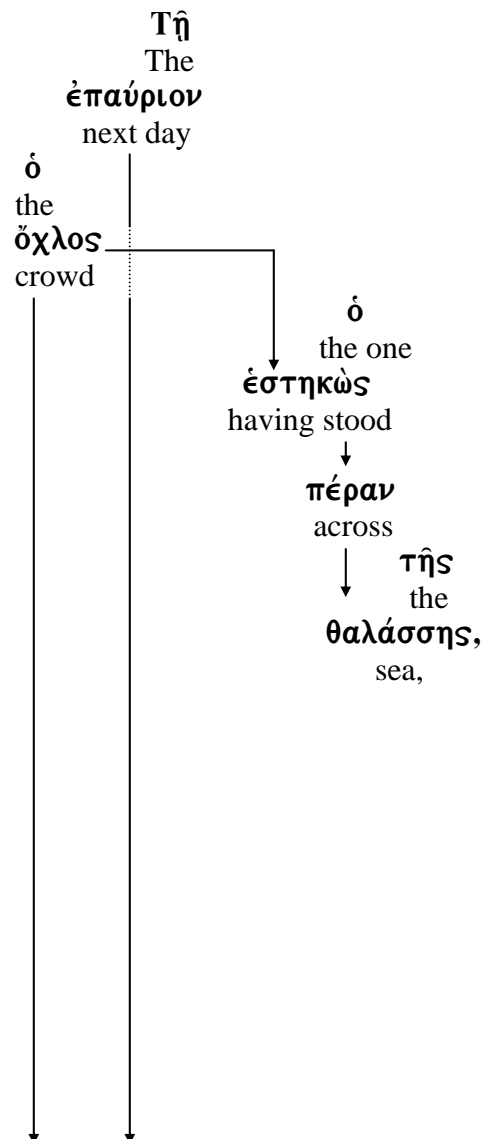 Τῇ
The
ἐπαύριον
next day
ὁ
the
ὄχλος
crowd
ὁ
the one
ἑστηκὼς
having stood
πέραν
across
τῆς
the
θαλάσσης,
sea,